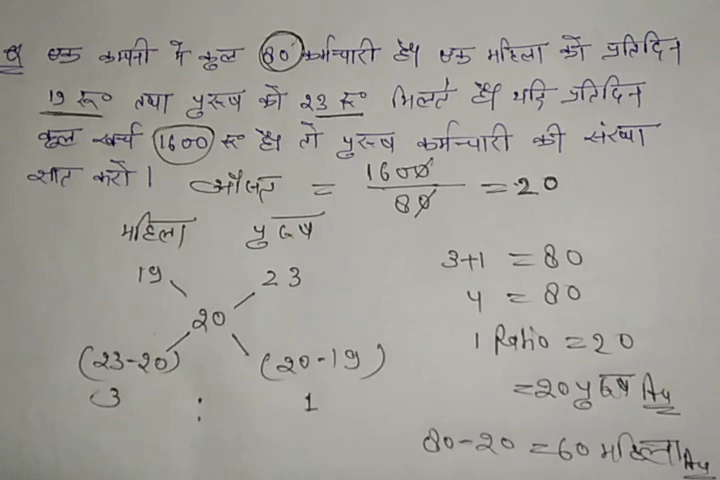 Q एक कम्पनी में कुल 80 कर्मचारी है। एक महिला को प्रतिदिन
19 रू० तथा पुरूष को 23 रू० मिलते है। यदि प्रतिदिन
कुल खर्च 1600 रू है। तो पुरूष कर्मचारी की संख्या
ज्ञात करो। औसत = 1600/80 = 20
महिला पुरूष
19 23
20
(23-20) (20-19)
3 : 1
3+1 = 80
4 = 80
1 Ratio = 20
=20 पुरूष Ans
80-20 = 60 महिला Ans